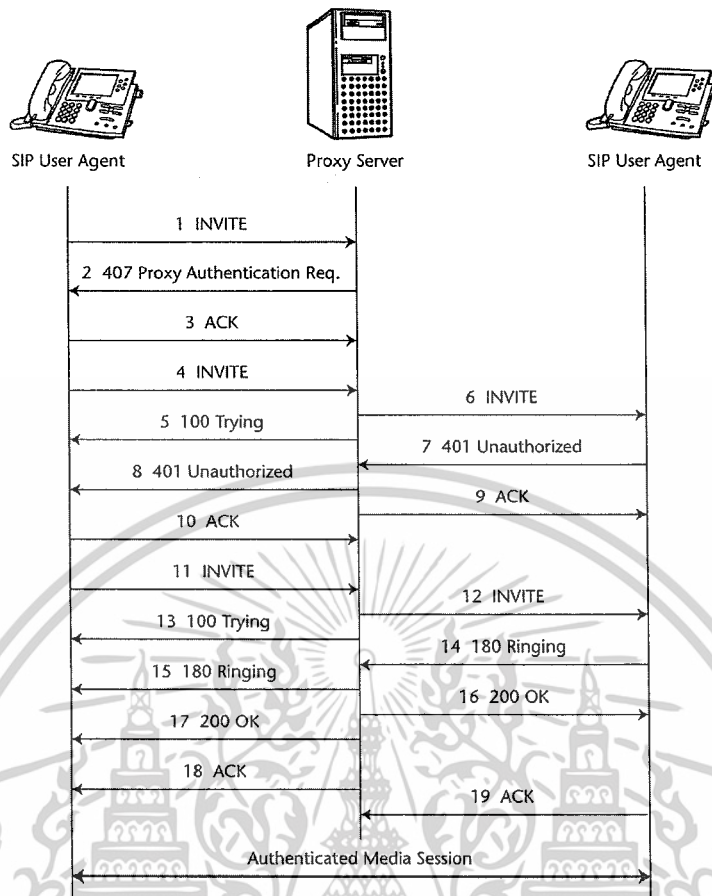 SIP User Agent
Proxy Server
SIP User Agent
1 INVITE
2 407 Proxy Authentication Req.
3 ACK
4 INVITE
6 INVITE
5 100 Trying
7 401 Unauthorized
8 401 Unauthorized
9 ACK
10 ACK
11 INVITE
12 INVITE
13 100 Trying
14 180 Ringing
15 180 Ringing
16 200 OK
17 200 OK
18 ACK
19 ACK
Authenticated Media Session